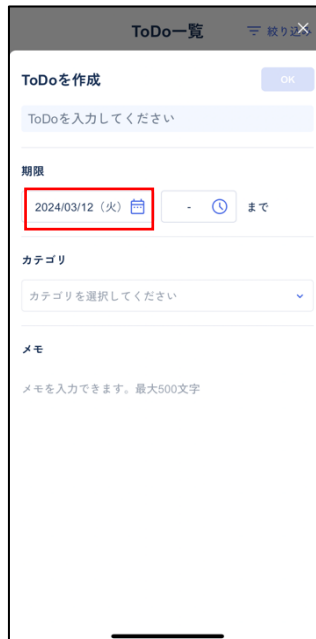 ToDo一覧
絞り込み
ToDoを作成
OK
ToDoを入力してください
期限
2024/03/12（火）
- まで
カテゴリ
カテゴリを選択してください
メモ
メモを入力できます。最大500文字